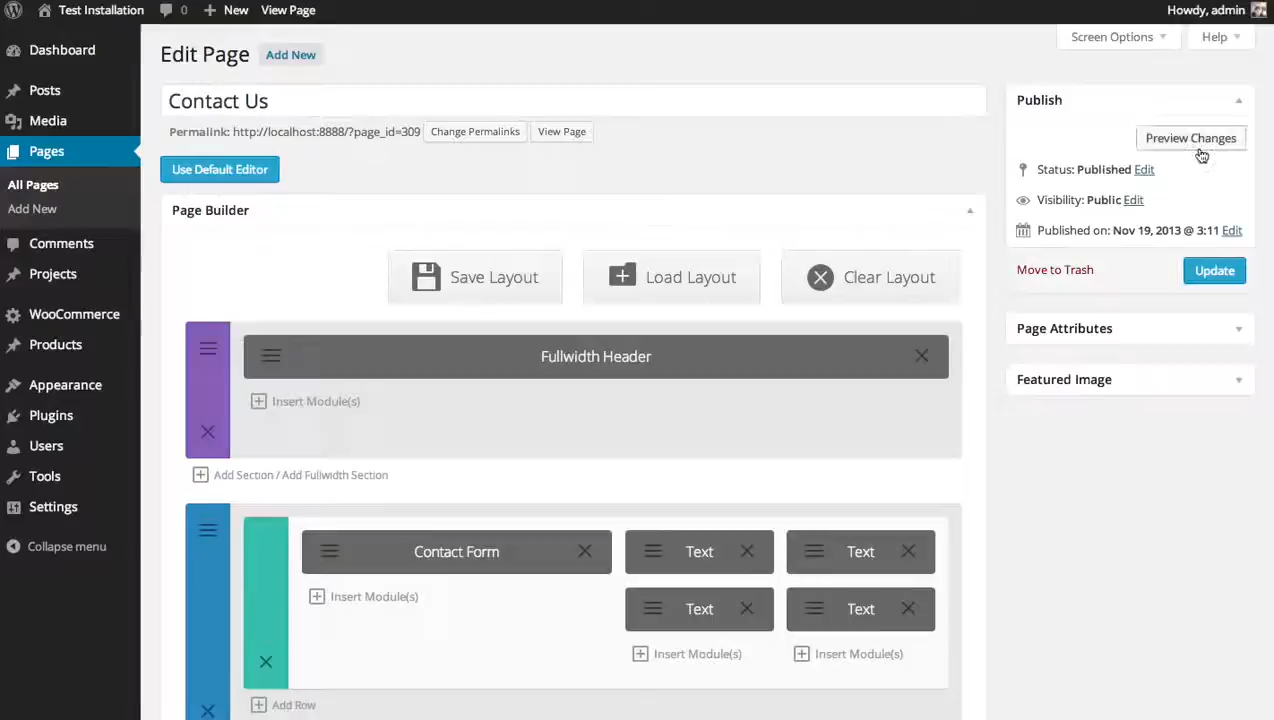 Test Installation 0 New View Page Howdy, admin
Screen Options Help
Dashboard
Posts
Media
Pages
All Pages
Add New
Comments
Projects
WooCommerce
Products
Appearance
Plugins
Users
Tools
Settings
Collapse menu
Edit Page Add New
Contact Us
Permalink: http://localhost:8888/?page_id=309 Change Permalinks View Page
Use Default Editor
Page Builder
Save Layout Load Layout Clear Layout
Fullwidth Header
Insert Module(s)
Add Section / Add Fullwidth Section
Contact Form Text Text
Insert Module(s) Text Text
Insert Module(s) Insert Module(s)
Add Row
Publish
Preview Changes
Status: Published Edit
Visibility: Public Edit
Published on: Nov 19, 2013 @ 3:11 Edit
Move to Trash Update
Page Attributes
Featured Image